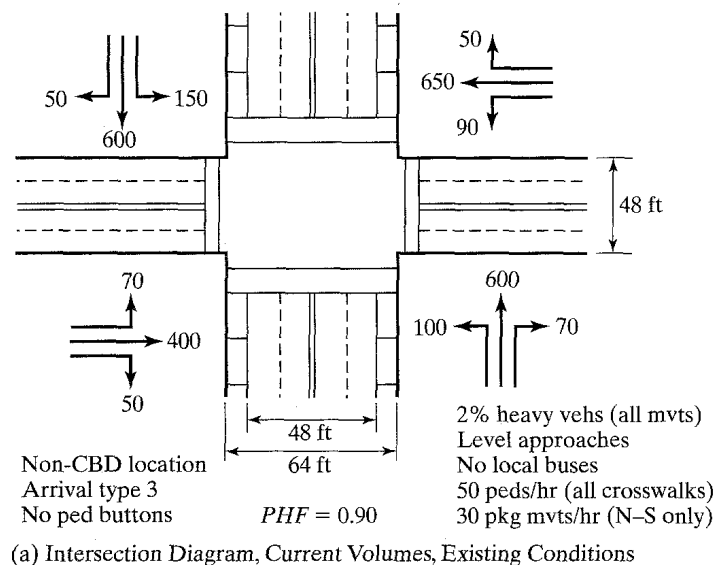 50
650
90
50
150
600
48 ft
70
400
50
600
100
70
48 ft
64 ft
Non-CBD location
Arrival type 3
No ped buttons
PHF = 0.90
2% heavy vehs (all mvts)
Level approaches
No local buses
50 peds/hr (all crosswalks)
30 pkg mvts/hr (N–S only)
(a) Intersection Diagram, Current Volumes, Existing Conditions